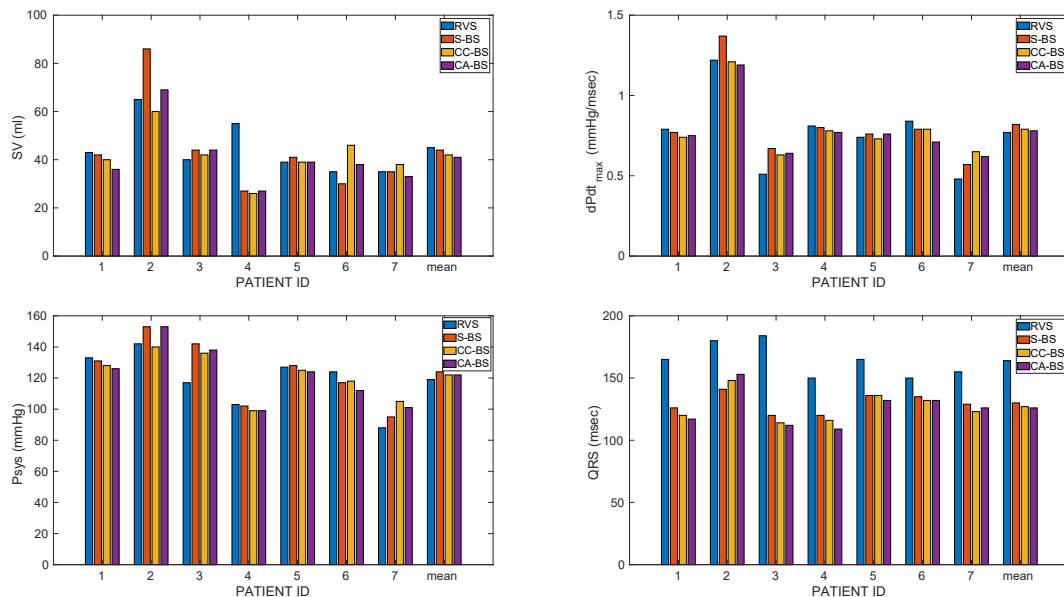 100
80
60
40
20
0
SV (ml)
RVS
S-BS
CC-BS
CA-BS
1 2 3 4 5 6 7 mean
PATIENT ID
1.5
1
0.5
0
dPdt max (mmHg/msec)
RVS
S-BS
CC-BS
CA-BS
1 2 3 4 5 6 7 mean
PATIENT ID
160
140
120
100
80
60
40
20
0
Psys (mmHg)
RVS
S-BS
CC-BS
CA-BS
1 2 3 4 5 6 7 mean
PATIENT ID
200
150
100
50
0
QRS (msec)
RVS
S-BS
CC-BS
CA-BS
1 2 3 4 5 6 7 mean
PATIENT ID